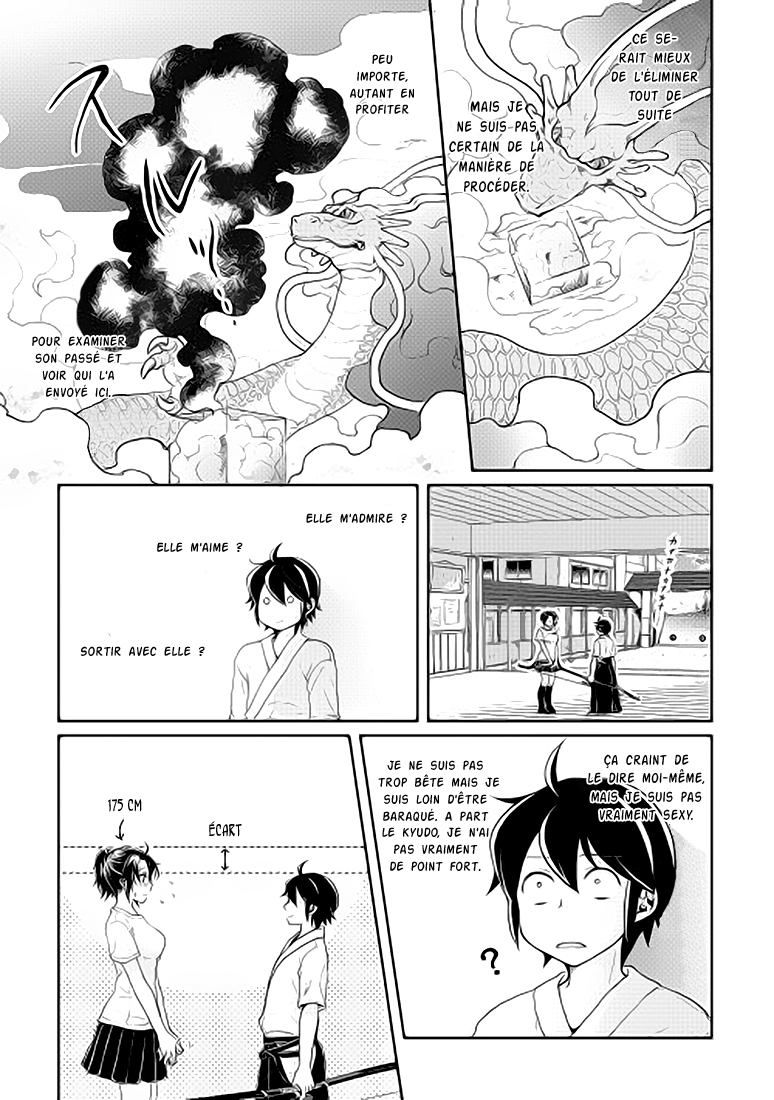 CE SE-
RAIT MIEUX
DE L'ÉLIMINER
TOUT DE
SUITE
MAIS JE
NE SUIS PAS
CERTAIN DE LA
MANIÈRE DE
PROCÉDER.
PEU
IMPORTE,
AUTANT EN
PROFITER
POUR EXAMINER
SON PASSÉ ET
VOIR QUI L'A
ENVOYÉ ICI.
ELLE M'ADMIRE ?
ELLE M'AIME ?
SORTIR AVEC ELLE ?
ÇA CRAINT DE
LE DIRE MOI-MÊME,
MAIS JE SUIS PAS
VRAIMENT SEXY.
JE NE SUIS PAS
TROP BÊTE MAIS JE
SUIS LOIN D'ÊTRE
BARAQUÉ. A PART
LE KYUDO, JE N'AI
PAS VRAIMENT
DE POINT FORT.
?
175 CM
ÉCART